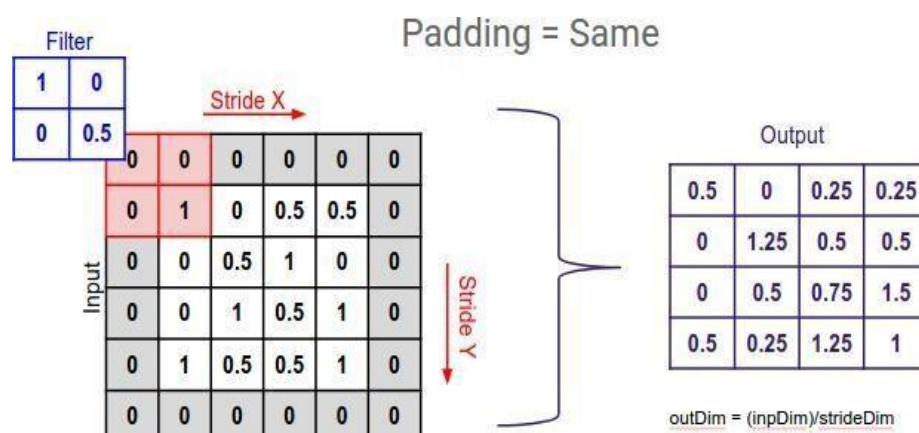 Padding = Same
Filter
1 0
0 0.5
Stride X
Input
0 0 0 0 0 0
0 1 0 0.5 0.5 0
0 0 0.5 1 0 0
0 0 1 0.5 1 0
0 1 0.5 0.5 1 0
0 0 0 0 0 0
Stride Y
Output
0.5 0 0.25 0.25
0 1.25 0.5 0.5
0 0.5 0.75 1.5
0.5 0.25 1.25 1
outDim = (inpDim)/strideDim